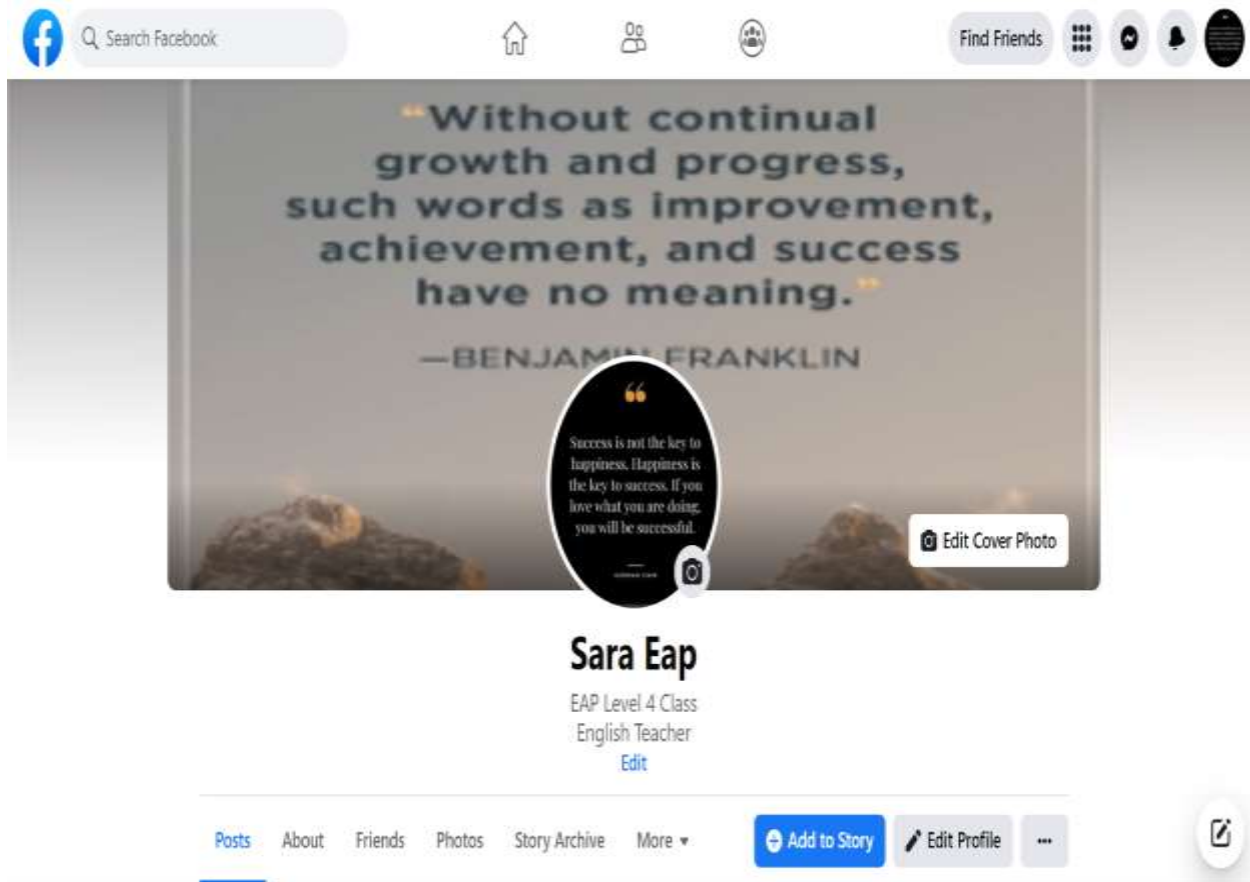 Search Facebook
Find Friends
“Without continual
growth and progress,
such words as improvement,
achievement, and success
have no meaning.”
—BENJAMIN FRANKLIN
Success is not the key to
happiness. Happiness is
the key to success. If you
love what you are doing,
you will be successful.
Edit Cover Photo
Sara Eap
EAP Level 4 Class
English Teacher
Edit
Posts About Friends Photos Story Archive More Add to Story Edit Profile